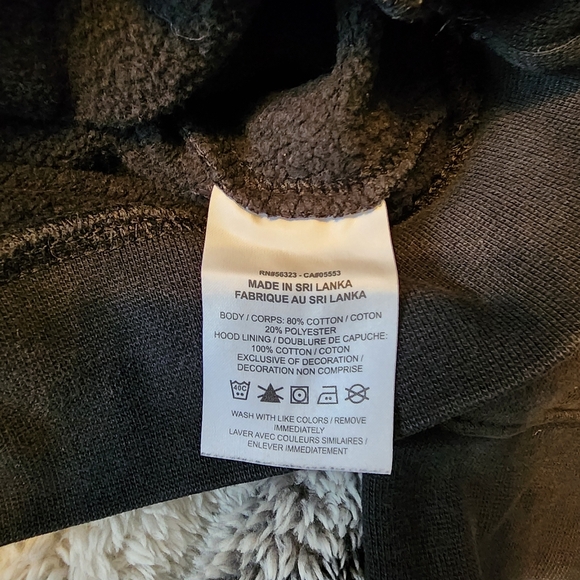 RN#56323 - CA#05553
MADE IN SRI LANKA
FABRIQUE AU SRI LANKA
BODY / CORPS: 80% COTTON / COTON
20% POLYESTER
HOOD LINING / DOUBLURE DE CAPUCHE:
100% COTTON / COTON
EXCLUSIVE OF DECORATION /
DECORATION NON COMPRISE
40C
WASH WITH LIKE COLORS / REMOVE
IMMEDIATELY
LAVER AVEC COULEURS SIMILAIRES /
ENLEVER IMMEDIATEMENT